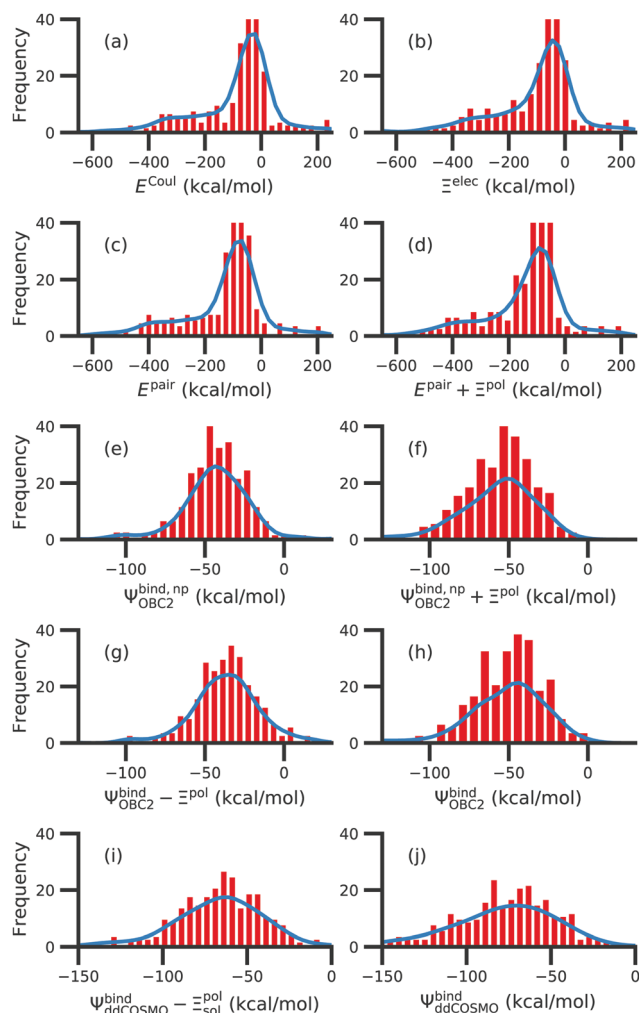 40 (a) (b)
Frequency
20
0
−600 −400 −200 0 200 −600 −400 −200 0 200
E^Coul (kcal/mol) Ξ^elec (kcal/mol)
40 (c) 40 (d)
Frequency
20 20
0 0
−600 −400 −200 0 200 −600 −400 −200 0 200
E^pair (kcal/mol) E^pair + Ξ^pol (kcal/mol)
40 (e) 40 (f)
Frequency
20 20
0 0
−100 −50 0 −100 −50 0
Ψ^bind, np_OBC2 (kcal/mol) Ψ^bind, np_OBC2 + Ξ^pol (kcal/mol)
40 (g) 40 (h)
Frequency
20 20
0 0
−100 −50 0 −100 −50 0
Ψ^bind_OBC2 − Ξ^pol (kcal/mol) Ψ^bind_OBC2 (kcal/mol)
40 (i) 40 (j)
Frequency
20 20
0 0
−150 −100 −50 0 −150 −100 −50 0
Ψ^bind_ddCOSMO − Ξ^pol_sol (kcal/mol) Ψ^bind_ddCOSMO (kcal/mol)